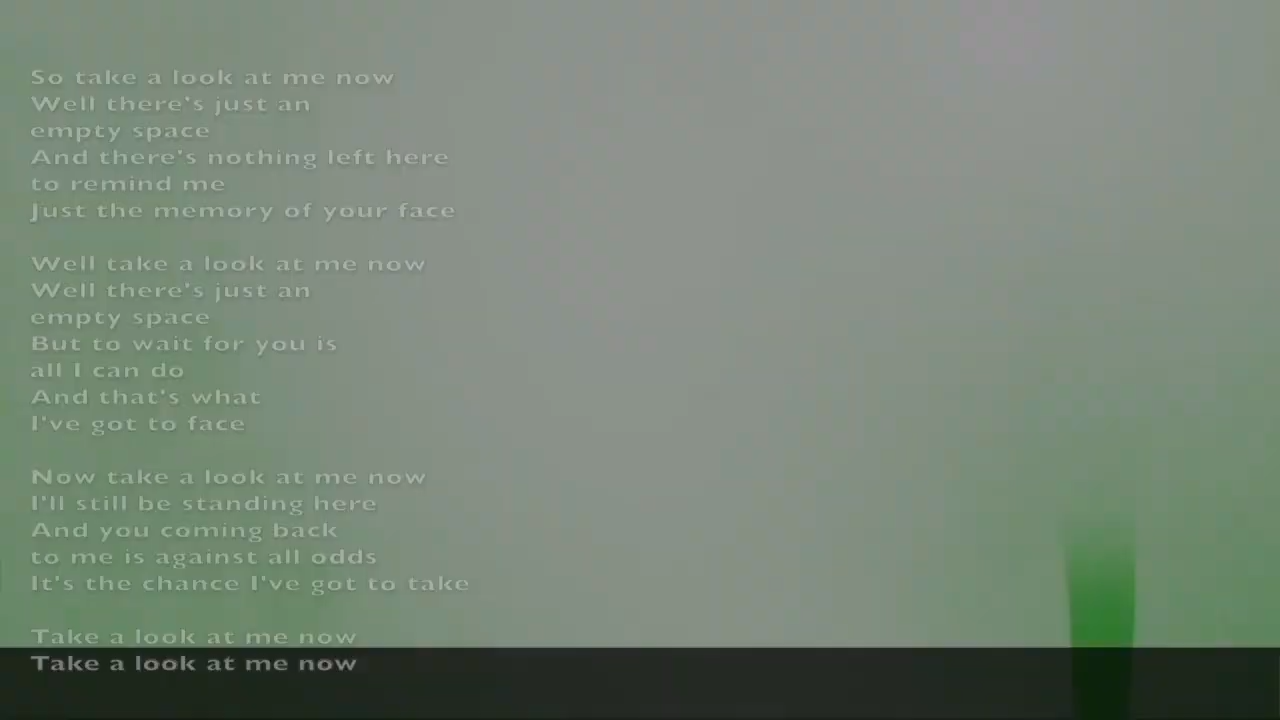 So take a look at me now
Well there's just an
empty space
And there's nothing left here
to remind me
Just the memory of your face
Well take a look at me now
Well there's just an
empty space
But to wait for you is
all I can do
And that's what
I've got to face
Now take a look at me now
I'll still be standing here
And you coming back
to me is against all odds
It's the chance I've got to take
Take a look at me now
Take a look at me now